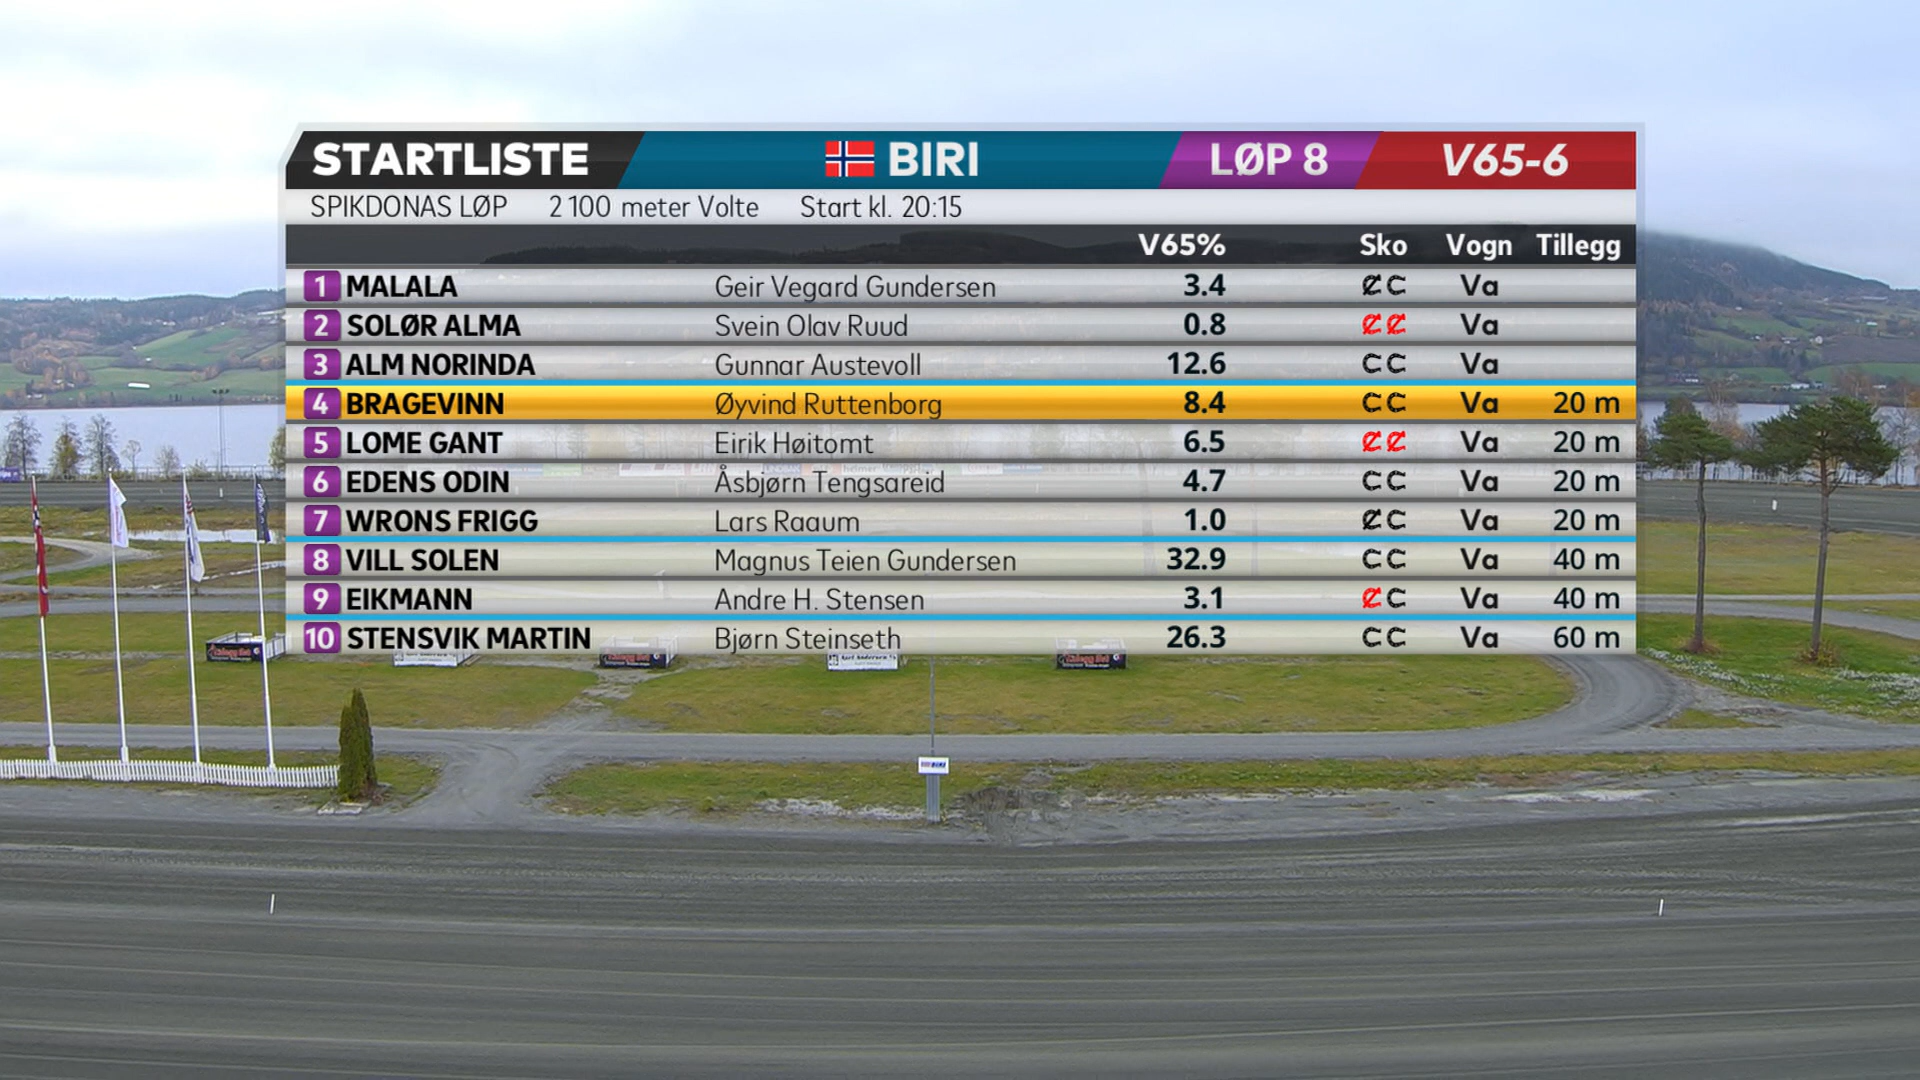 STARTLISTE BIRI LØP 8 V65-6
SPIKDONAS LØP 2 100 meter Volte Start kl. 20:15
V65% Sko Vogn Tillegg
1 MALALA Geir Vegard Gundersen 3.4 Va
2 SOLØR ALMA Svein Olav Ruud 0.8 Va
3 ALM NORINDA Gunnar Austevoll 12.6 Va
4 BRAGEVINN Øyvind Ruttenborg 8.4 Va 20 m
5 LOME GANT Eirik Høitomt 6.5 Va 20 m
6 EDENS ODIN Åsbjørn Tengsareid 4.7 Va 20 m
7 WRONS FRIGG Lars Raaum 1.0 Va 20 m
8 VILL SOLEN Magnus Teien Gundersen 32.9 Va 40 m
9 EIKMANN Andre H. Stensen 3.1 Va 40 m
10 STENSVIK MARTIN Bjørn Steinseth 26.3 Va 60 m